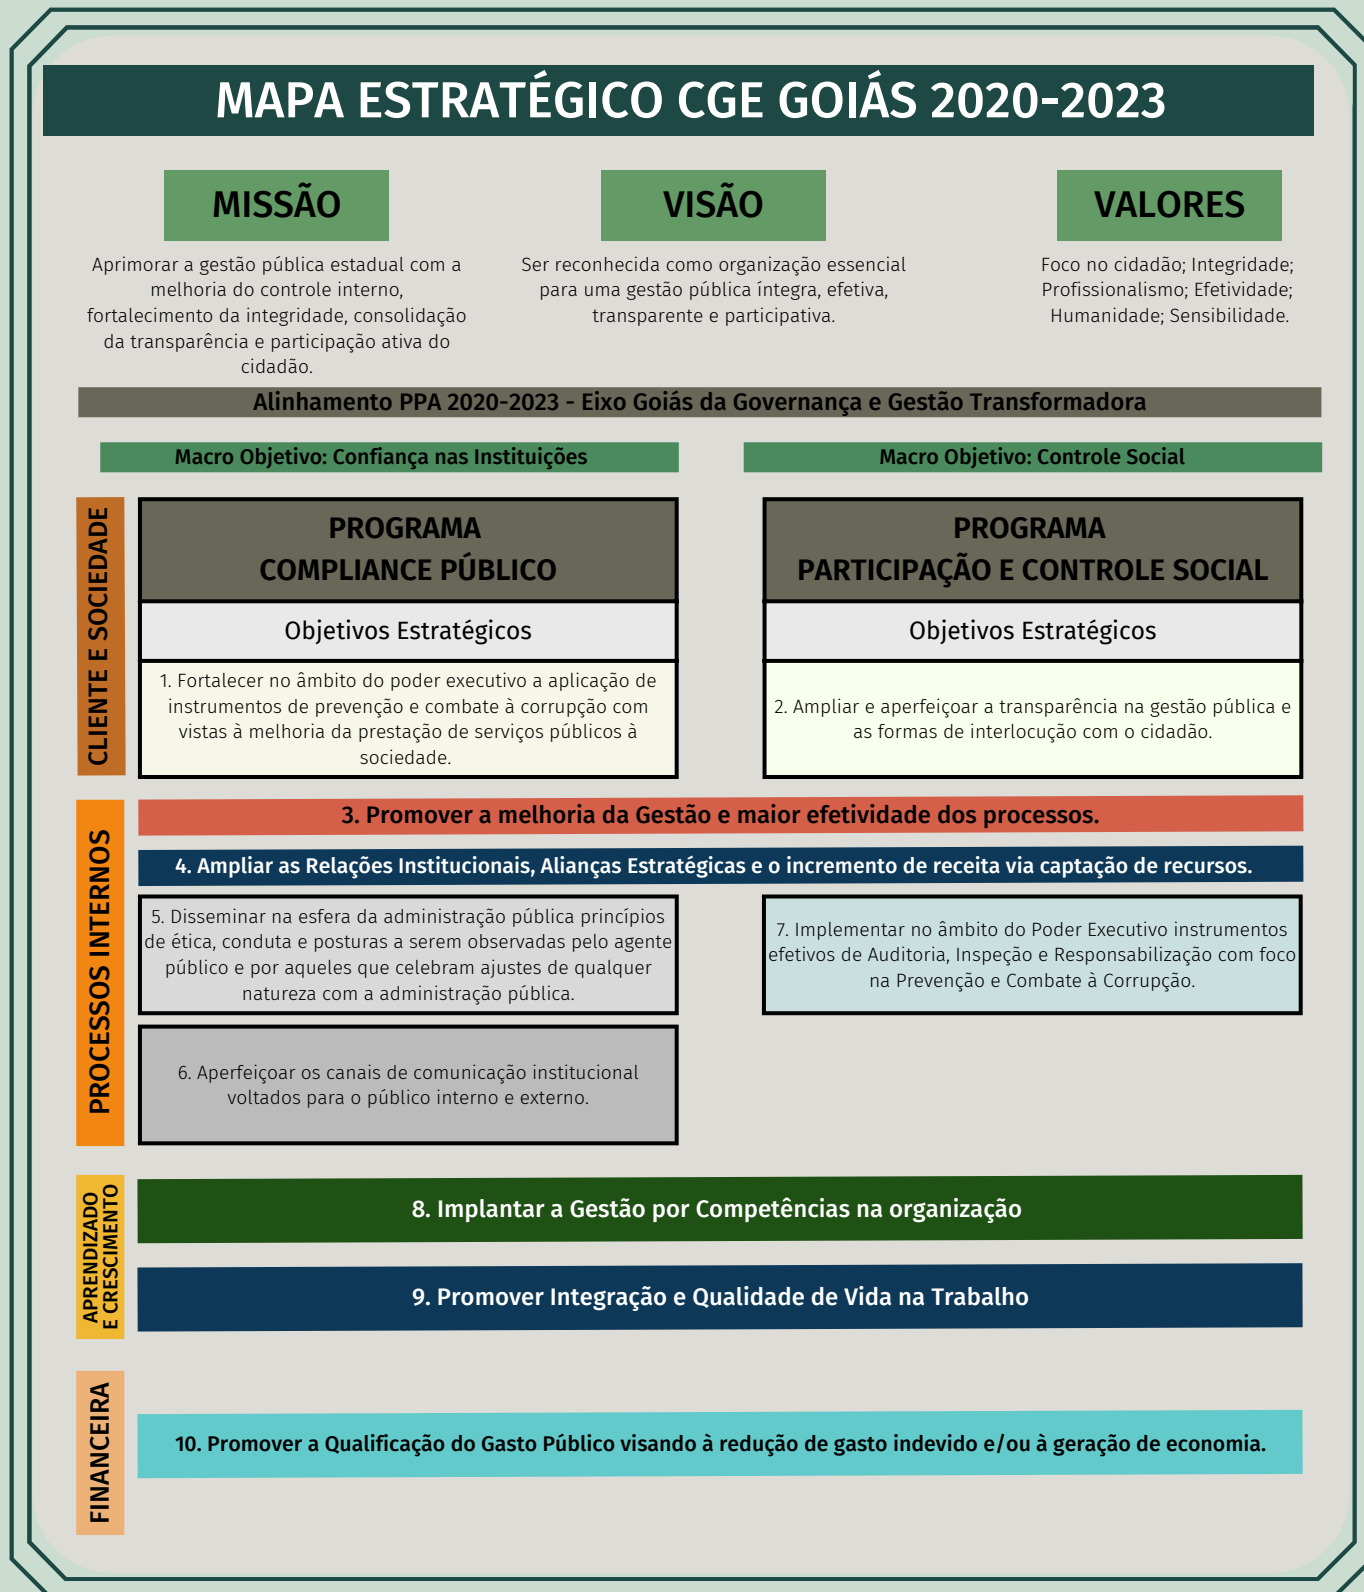 MAPA ESTRATÉGICO CGE GOIÁS 2020-2023
MISSÃO
Aprimorar a gestão pública estadual com a
melhoria do controle interno,
fortalecimento da integridade, consolidação
da transparência e participação ativa do
cidadão.
VISÃO
Ser reconhecida como organização essencial
para uma gestão pública íntegra, efetiva,
transparente e participativa.
VALORES
Foco no cidadão; Integridade;
Profissionalismo; Efetividade;
Humanidade; Sensibilidade.
Alinhamento PPA 2020-2023 - Eixo Goiás da Governança e Gestão Transformadora
Macro Objetivo: Confiança nas Instituições
Macro Objetivo: Controle Social
CLIENTE E SOCIEDADE
PROGRAMA
COMPLIANCE PÚBLICO
Objetivos Estratégicos
1. Fortalecer no âmbito do poder executivo a aplicação de
instrumentos de prevenção e combate à corrupção com
vistas à melhoria da prestação de serviços públicos à
sociedade.
PROGRAMA
PARTICIPAÇÃO E CONTROLE SOCIAL
Objetivos Estratégicos
2. Ampliar e aperfeiçoar a transparência na gestão pública e
as formas de interlocução com o cidadão.
PROCESSOS INTERNOS
3. Promover a melhoria da Gestão e maior efetividade dos processos.
4. Ampliar as Relações Institucionais, Alianças Estratégicas e o incremento de receita via captação de recursos.
5. Disseminar na esfera da administração pública princípios
de ética, conduta e posturas a serem observadas pelo agente
público e por aqueles que celebram ajustes de qualquer
natureza com a administração pública.
6. Aperfeiçoar os canais de comunicação institucional
voltados para o público interno e externo.
7. Implementar no âmbito do Poder Executivo instrumentos
efetivos de Auditoria, Inspeção e Responsabilização com foco
na Prevenção e Combate à Corrupção.
APRENDIZADO
E CRESCIMENTO
8. Implantar a Gestão por Competências na organização
9. Promover Integração e Qualidade de Vida na Trabalho
FINANCEIRA
10. Promover a Qualificação do Gasto Público visando à redução de gasto indevido e/ou à geração de economia.